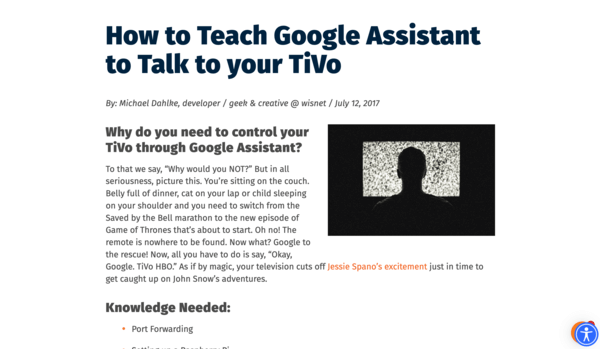 How to Teach Google Assistant
to Talk to your TiVo
By: Michael Dahlke, developer / geek & creative @ wisnet / July 12, 2017
Why do you need to control your
TiVo through Google Assistant?
To that we say, “Why would you NOT?” But in all
seriousness, picture this. You’re sitting on the couch.
Belly full of dinner, cat on your lap or child sleeping
on your shoulder and you need to switch from the
Saved by the Bell marathon to the new episode of
Game of Thrones that’s about to start. Oh no! The
remote is nowhere to be found. Now what? Google to
the rescue! Now, all you have to do is say, “Okay,
Google. TiVo HBO.” As if by magic, your television cuts off Jessie Spano’s excitement just in time to
get caught up on John Snow’s adventures.
Knowledge Needed:
Port Forwarding